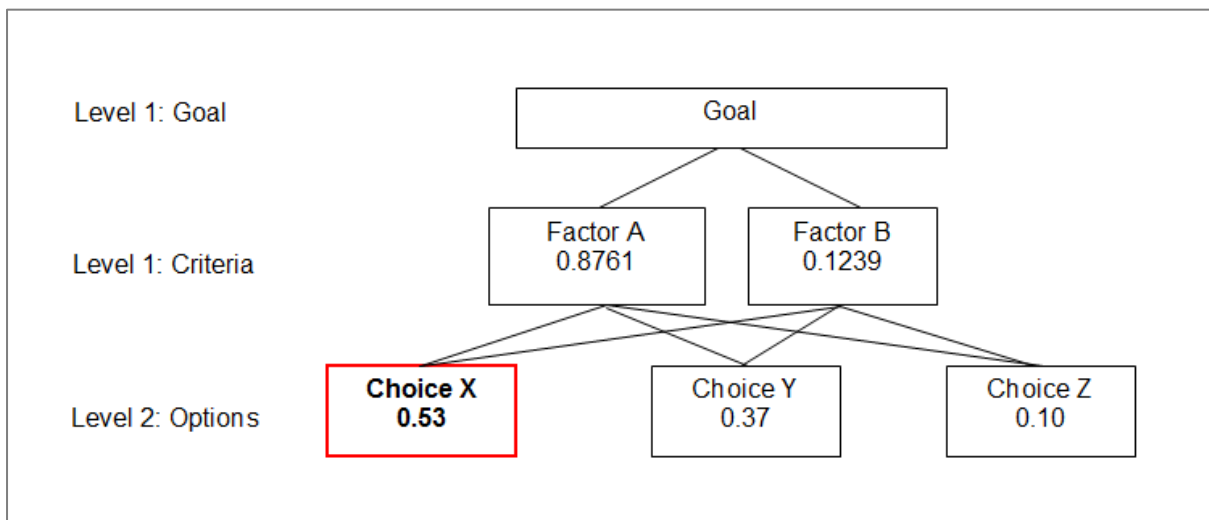 Level 1: Goal
Goal
Level 1: Criteria
Factor A
0.8761
Factor B
0.1239
Level 2: Options
Choice X
0.53
Choice Y
0.37
Choice Z
0.10